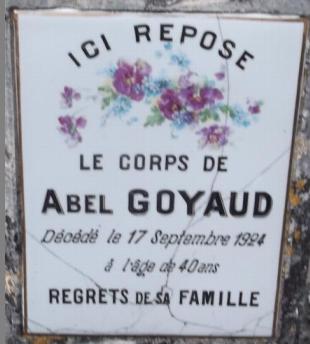 ICI REPOSE
LE CORPS DE
ABEL GOYAUD
Décédé le 17 Septembre 1924
à l'âge de 40 ans
REGRETS DE SA FAMILLE